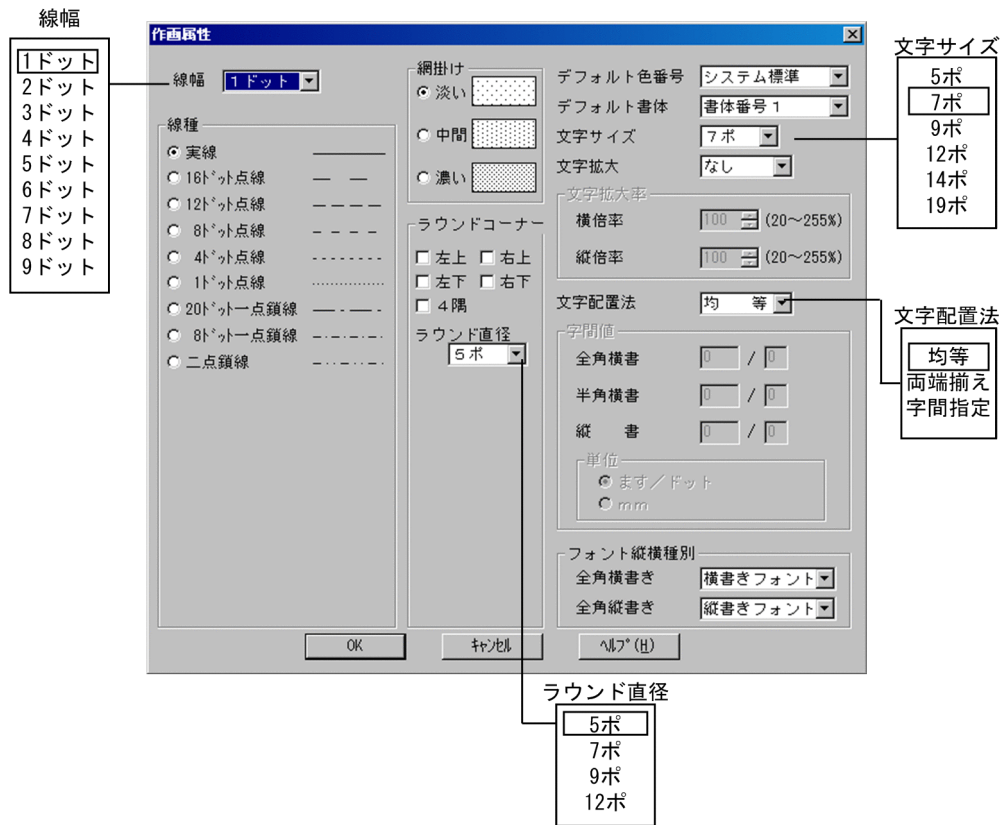 線幅
1ドット
2ドット
3ドット
4ドット
5ドット
6ドット
7ドット
8ドット
9ドット
作画属性
線幅 1ドット
線種
実線
16ドット点線
12ドット点線
8ドット点線
4ドット点線
1ドット点線
20ドット一点鎖線
8ドット一点鎖線
二点鎖線
網掛け
淡い
中間
濃い
ラウンドコーナー
左上 右上
左下 右下
4隅
ラウンド直径
5ポ
デフォルト色番号 システム標準
デフォルト書体 書体番号1
文字サイズ 7ポ
文字拡大 なし
文字拡大率
横倍率 100 (20~255%)
縦倍率 100 (20~255%)
文字配置法 均 等
字間値
全角横書 0 / 0
半角横書 0 / 0
縦 書 0 / 0
単位
ます/ドット
mm
フォント縦横種別
全角横書き 横書きフォント
全角縦書き 縦書きフォント
OK キャンセル ヘルプ(H)
文字サイズ
5ポ
7ポ
9ポ
12ポ
14ポ
19ポ
文字配置法
均等
両端揃え
字間指定
ラウンド直径
5ポ
7ポ
9ポ
12ポ